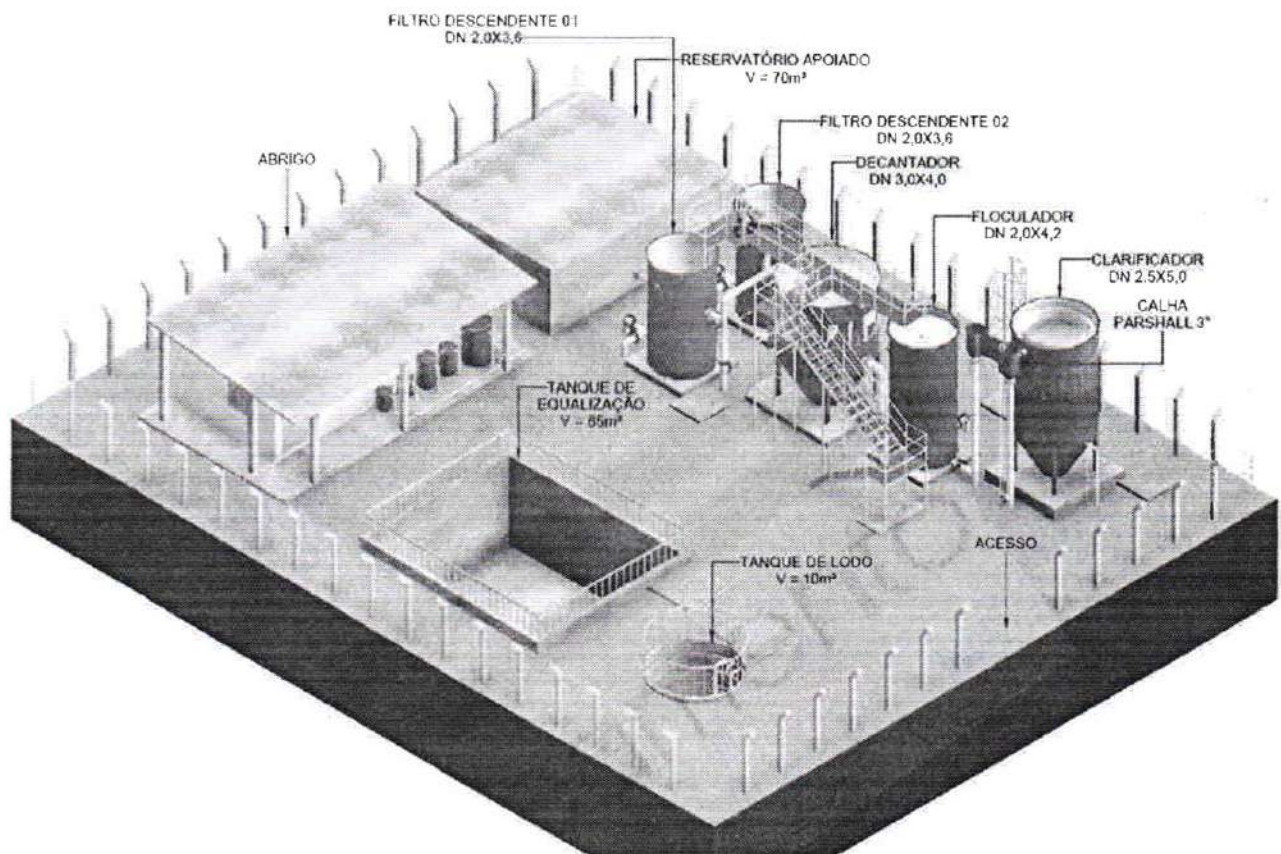 FILTRO DESCENDENTE 01
DN 2,0X3,6
RESERVATÓRIO APOIADO
V = 70m³
FILTRO DESCENDENTE 02
DN 2,0X3,6
DECANTADOR
DN 3,0X4,0
ABRIGO
FLOCULADOR
DN 2,0X4,2
CLARIFICADOR
DN 2.5X5,0
CALHA
PARSHALL 3"
TANQUE DE
EQUALIZAÇÃO
V = 65m³
ACESSO
TANQUE DE LODO
V = 10m³